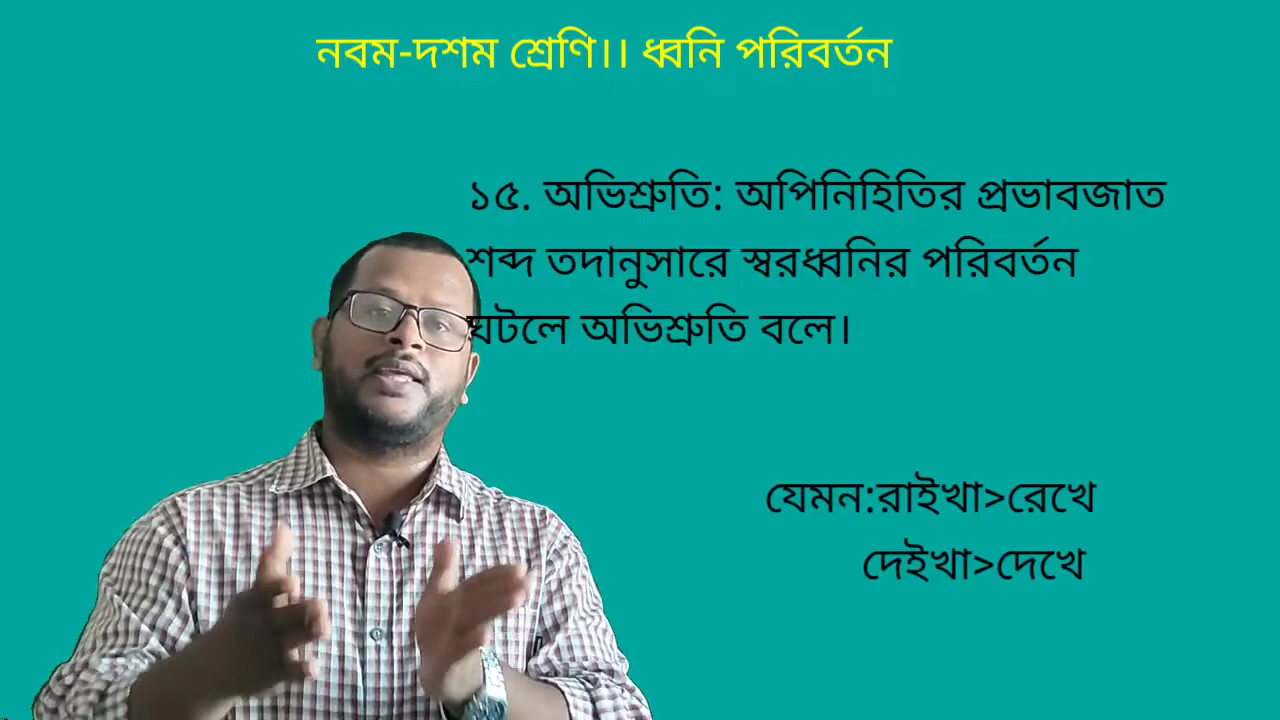 নবম-দশম শ্রেণি।। ধ্বনি পরিবর্তন
১৫. অভিশ্রুতি: অপিনিহিতির প্রভাবজাত
শব্দ তদানুসারে স্বরধ্বনির পরিবর্তন
ঘটলে অভিশ্রুতি বলে।
যেমন:রাইখা>রেখে
দেইখা>দেখে